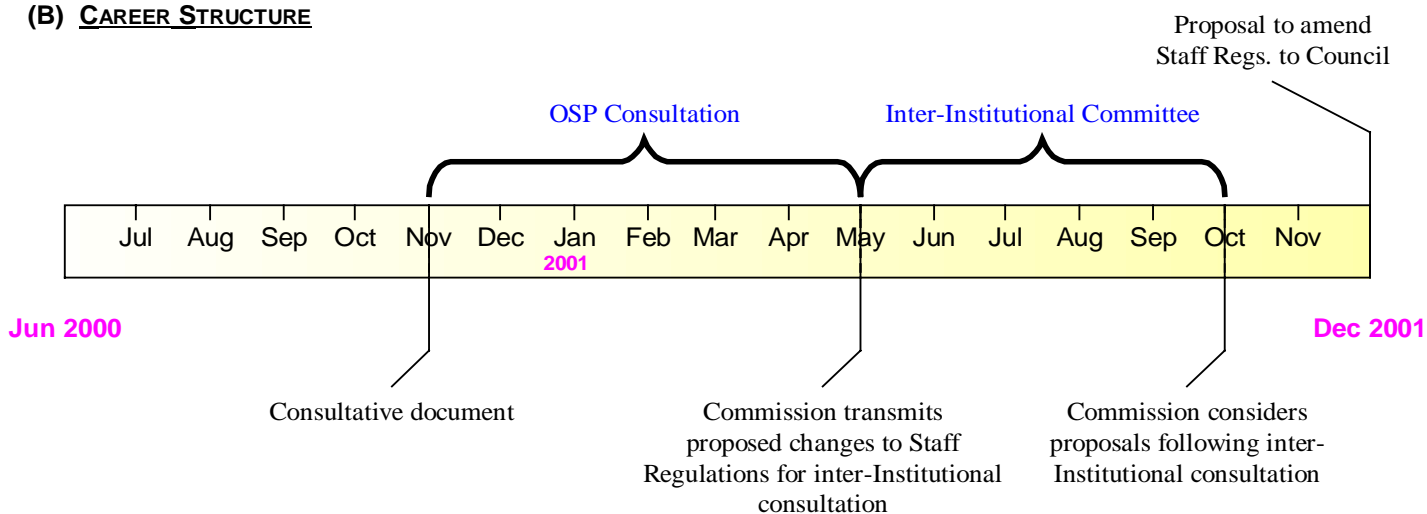 (B) CAREER STRUCTURE
Proposal to amend
Staff Regs. to Council
OSP Consultation
Inter-Institutional Committee
Jul Aug Sep Oct Nov Dec Jan Feb Mar Apr May Jun Jul Aug Sep Oct Nov
2001
Jun 2000
Dec 2001
Consultative document
Commission transmits
proposed changes to Staff
Regulations for inter-Institutional
consultation
Commission considers
proposals following inter-
Institutional consultation